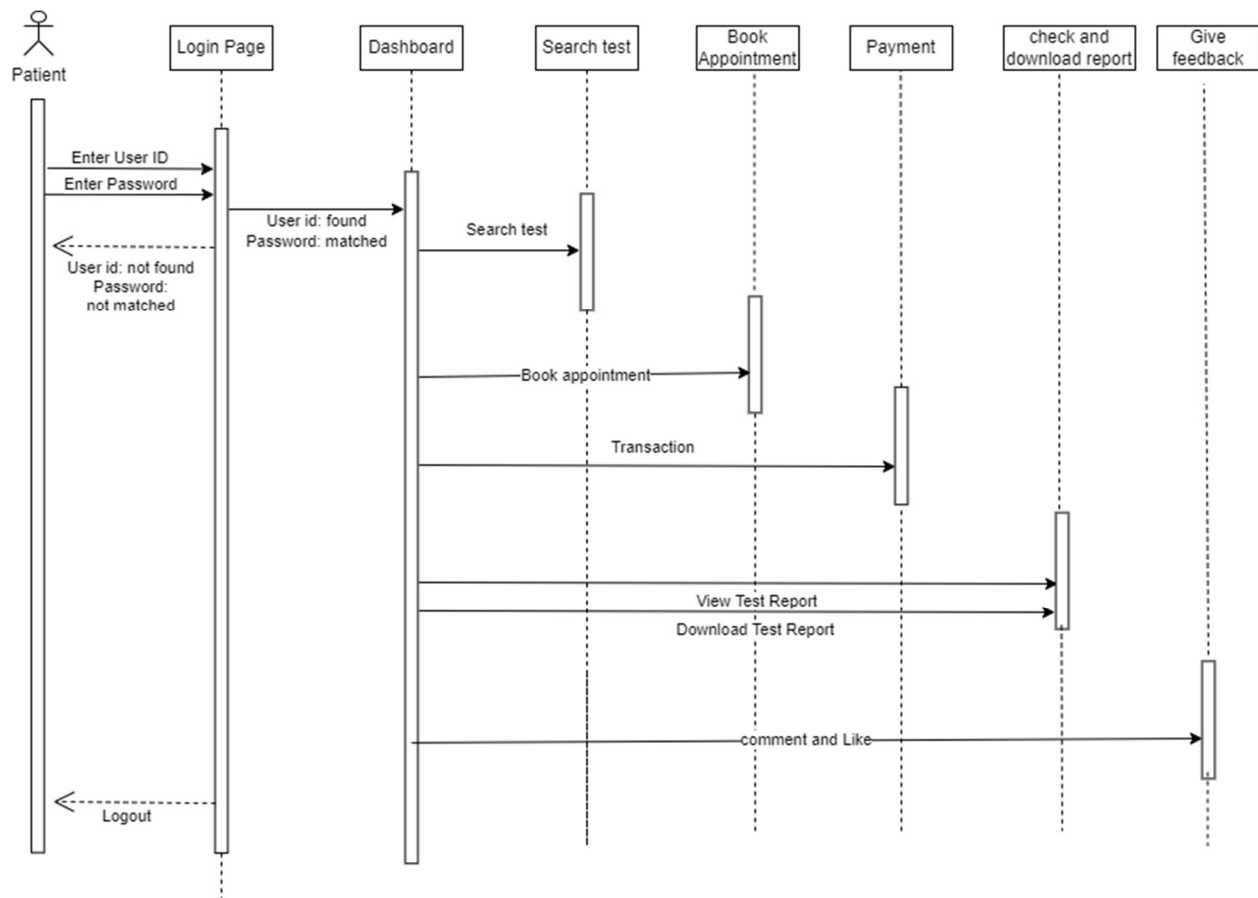 Patient
Login Page
Dashboard
Search test
Book
Appointment
Payment
check and
download report
Give
feedback
Enter User ID
Enter Password
User id: found
Password: matched
Search test
User id: not found
Password:
not matched
Book appointment
Transaction
View Test Report
Download Test Report
comment and Like
Logout